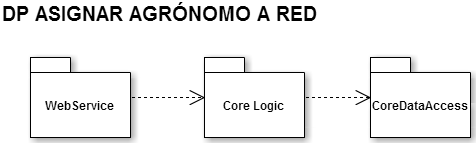 DP ASIGNAR AGRÓNOMO A RED
WebService
Core Logic
CoreDataAccess